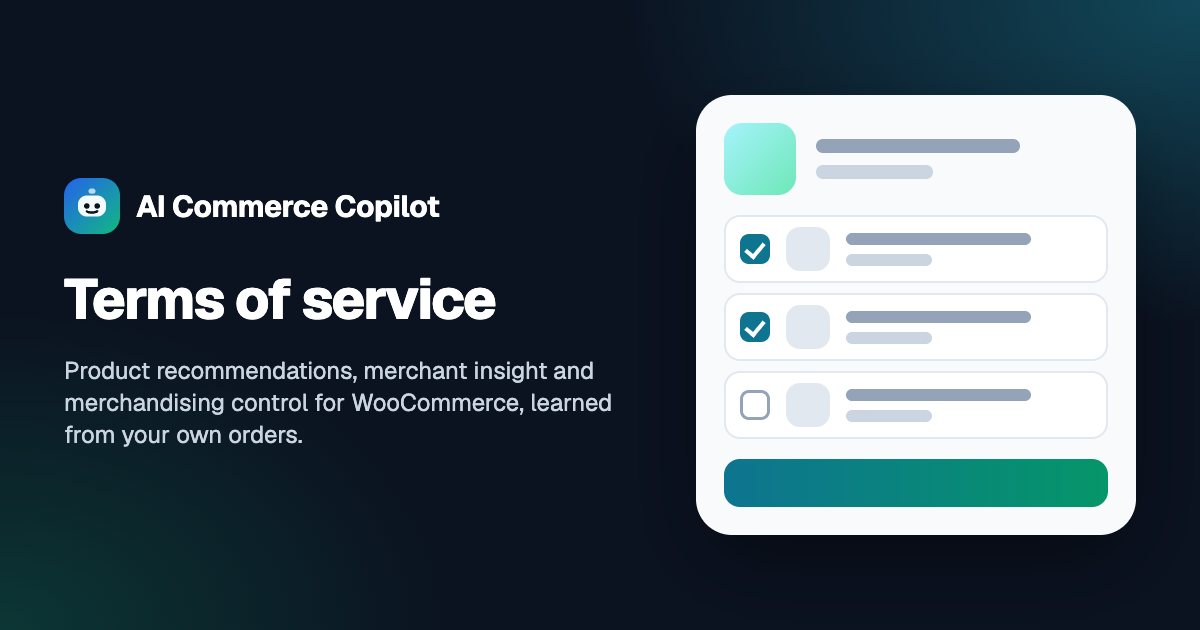 AI Commerce Copilot
Terms of service
Product recommendations, merchant insight and
merchandising control for WooCommerce, learned
from your own orders.